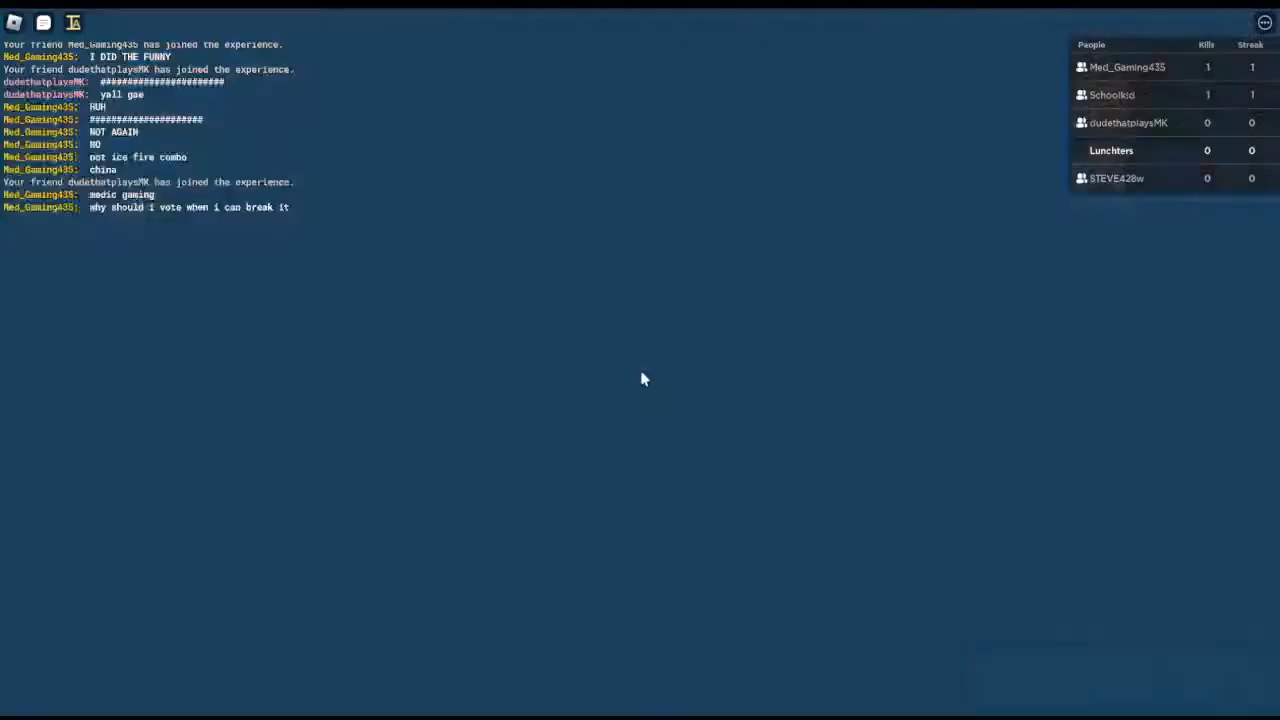 Your friend Med_Gaming435 has joined the experience.
Med_Gaming435: I DID THE FUNNY
Your friend dudethatplaysMK has joined the experience.
dudethatplaysMK: #######################
dudethatplaysMK: yall gae
Med_Gaming435: HUH
Med_Gaming435: #####################
Med_Gaming435: NOT AGAIN
Med_Gaming435: NO
Med_Gaming435: not ice fire combo
Med_Gaming435: china
Your friend dudethatplaysMK has joined the experience.
Med_Gaming435: medic gaming
Med_Gaming435: why should i vote when i can break it
People Kills Streak
Med_Gaming435 1 1
Schoolkid 1 1
dudethatplaysMK 0 0
Lunchters 0 0
STEVE428w 0 0